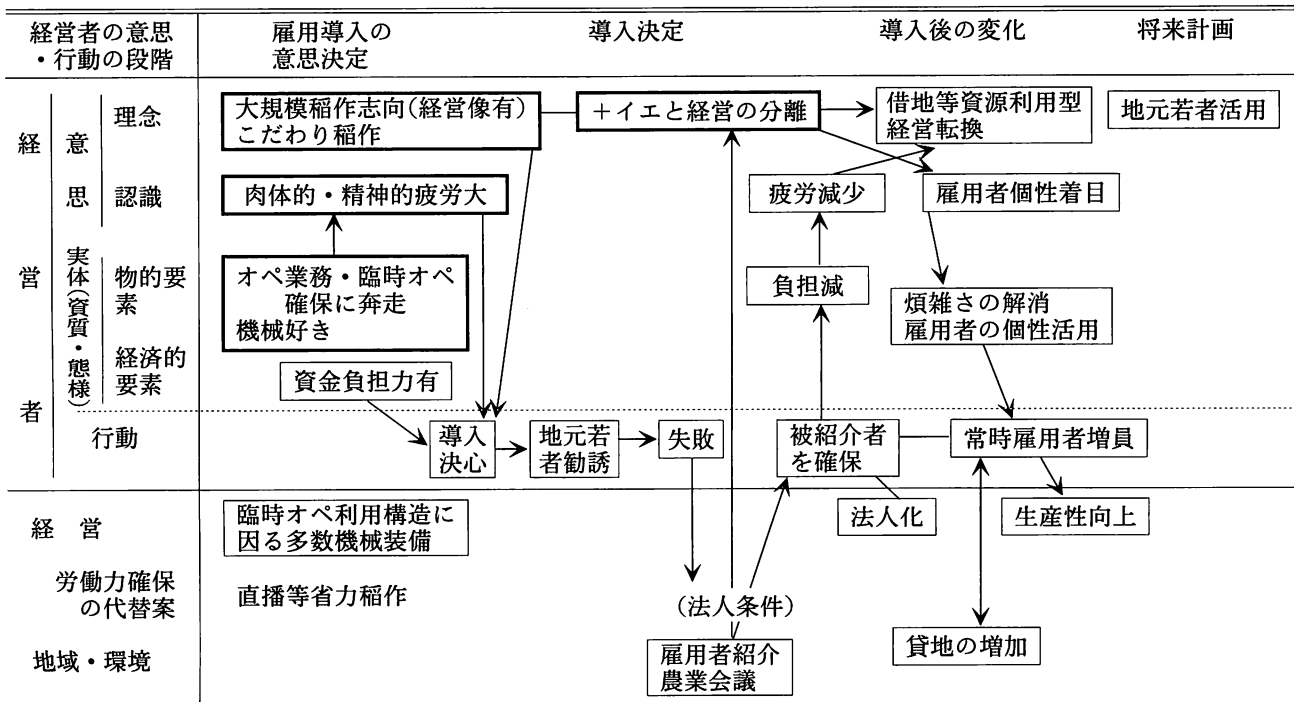 経営者の意思
・行動の段階
雇用導入の
意思決定
導入決定
導入後の変化
将来計画
経営者
意思
理念
大規模稲作志向(経営像有)
こだわり稲作
+イエと経営の分離
借地等資源利用型
経営転換
地元若者活用
認識
肉体的・精神的疲労大
疲労減少
雇用者個性着目
実体(資質・態様)
物的要
素
オペ業務・臨時オペ
確保に奔走
機械好き
負担減
煩雑さの解消
雇用者の個性活用
経済的
要素
資金負担力有
行動
導入
決心
地元若
者勧誘
失敗
被紹介者
を確保
常時雇用者増員
経 営
臨時オペ利用構造に
因る多数機械装備
法人化
生産性向上
労働力確保
の代替案
直播等省力稲作
(法人条件)
地域・環境
雇用者紹介
農業会議
貸地の増加